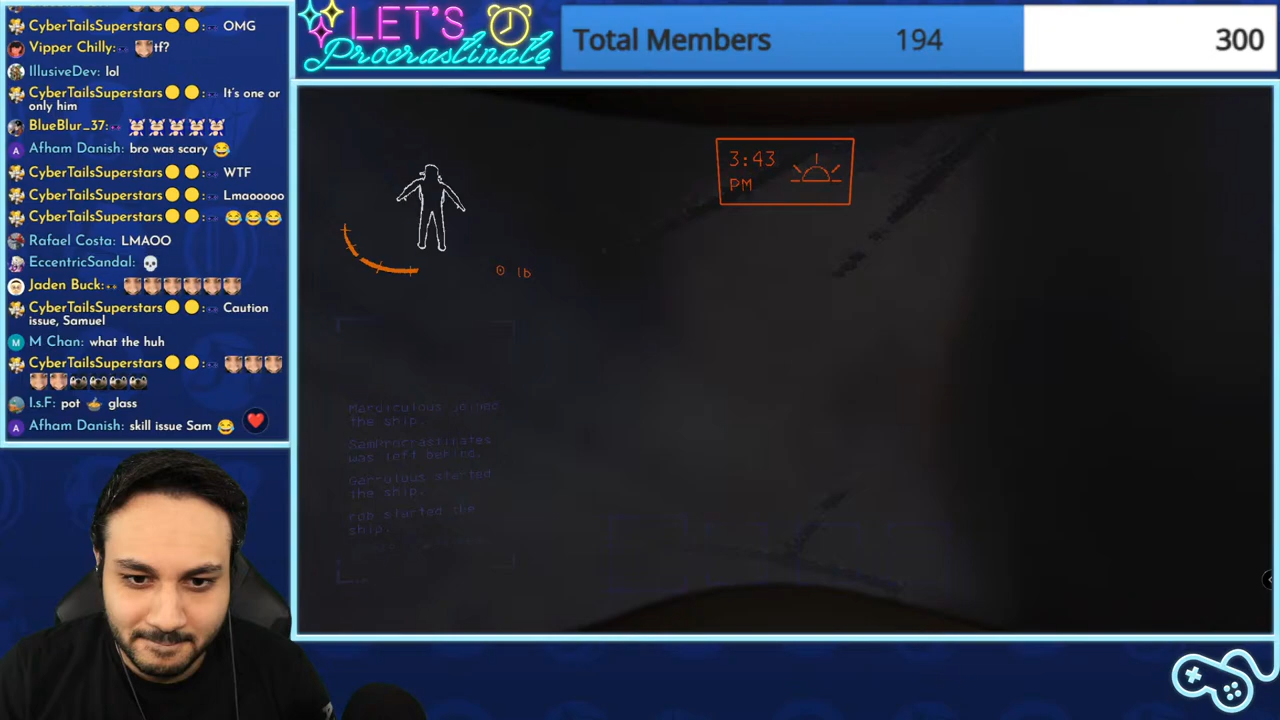 CyberTailsSuperstars: OMG
Vipper Chilly: tf?
IllusiveDev: lol
CyberTailsSuperstars: It's one or
only him
BlueBlur_37:
Afham Danish: bro was scary 😂
CyberTailsSuperstars: WTF
CyberTailsSuperstars: Lmaooooo
CyberTailsSuperstars: 😂😂😂
Rafael Costa: LMAOO
EccentricSandal: 💀
Jaden Buck:
CyberTailsSuperstars: Caution
issue, Samuel
M Chan: what the huh
CyberTailsSuperstars:
I.s.F: pot glass
Afham Danish: skill issue Sam 😂
LET'S
Procrastinate
Total Members 194 300
3:43
PM
0 lb
joined
the ship.
SamProcrastinates
was left behind.
Garrulous started
the ship.
started the
ship.